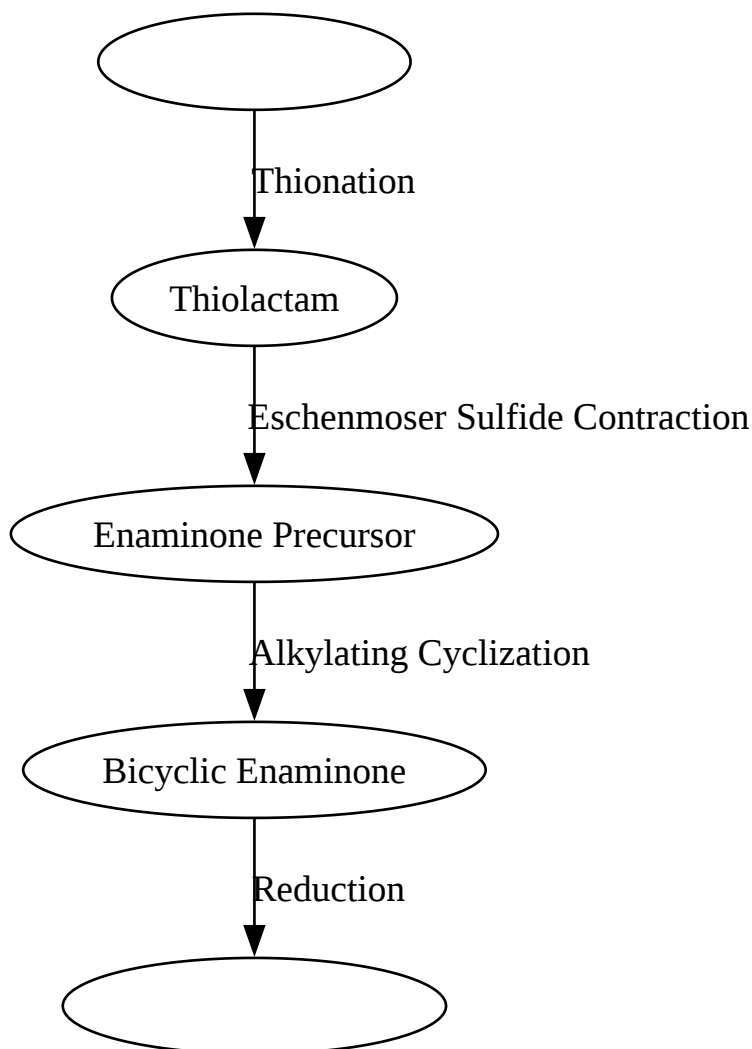 Thionation
Thiolactam
Eschenmoser Sulfide Contraction
Enaminone Precursor
Alkylating Cyclization
Bicyclic Enaminone
Reduction